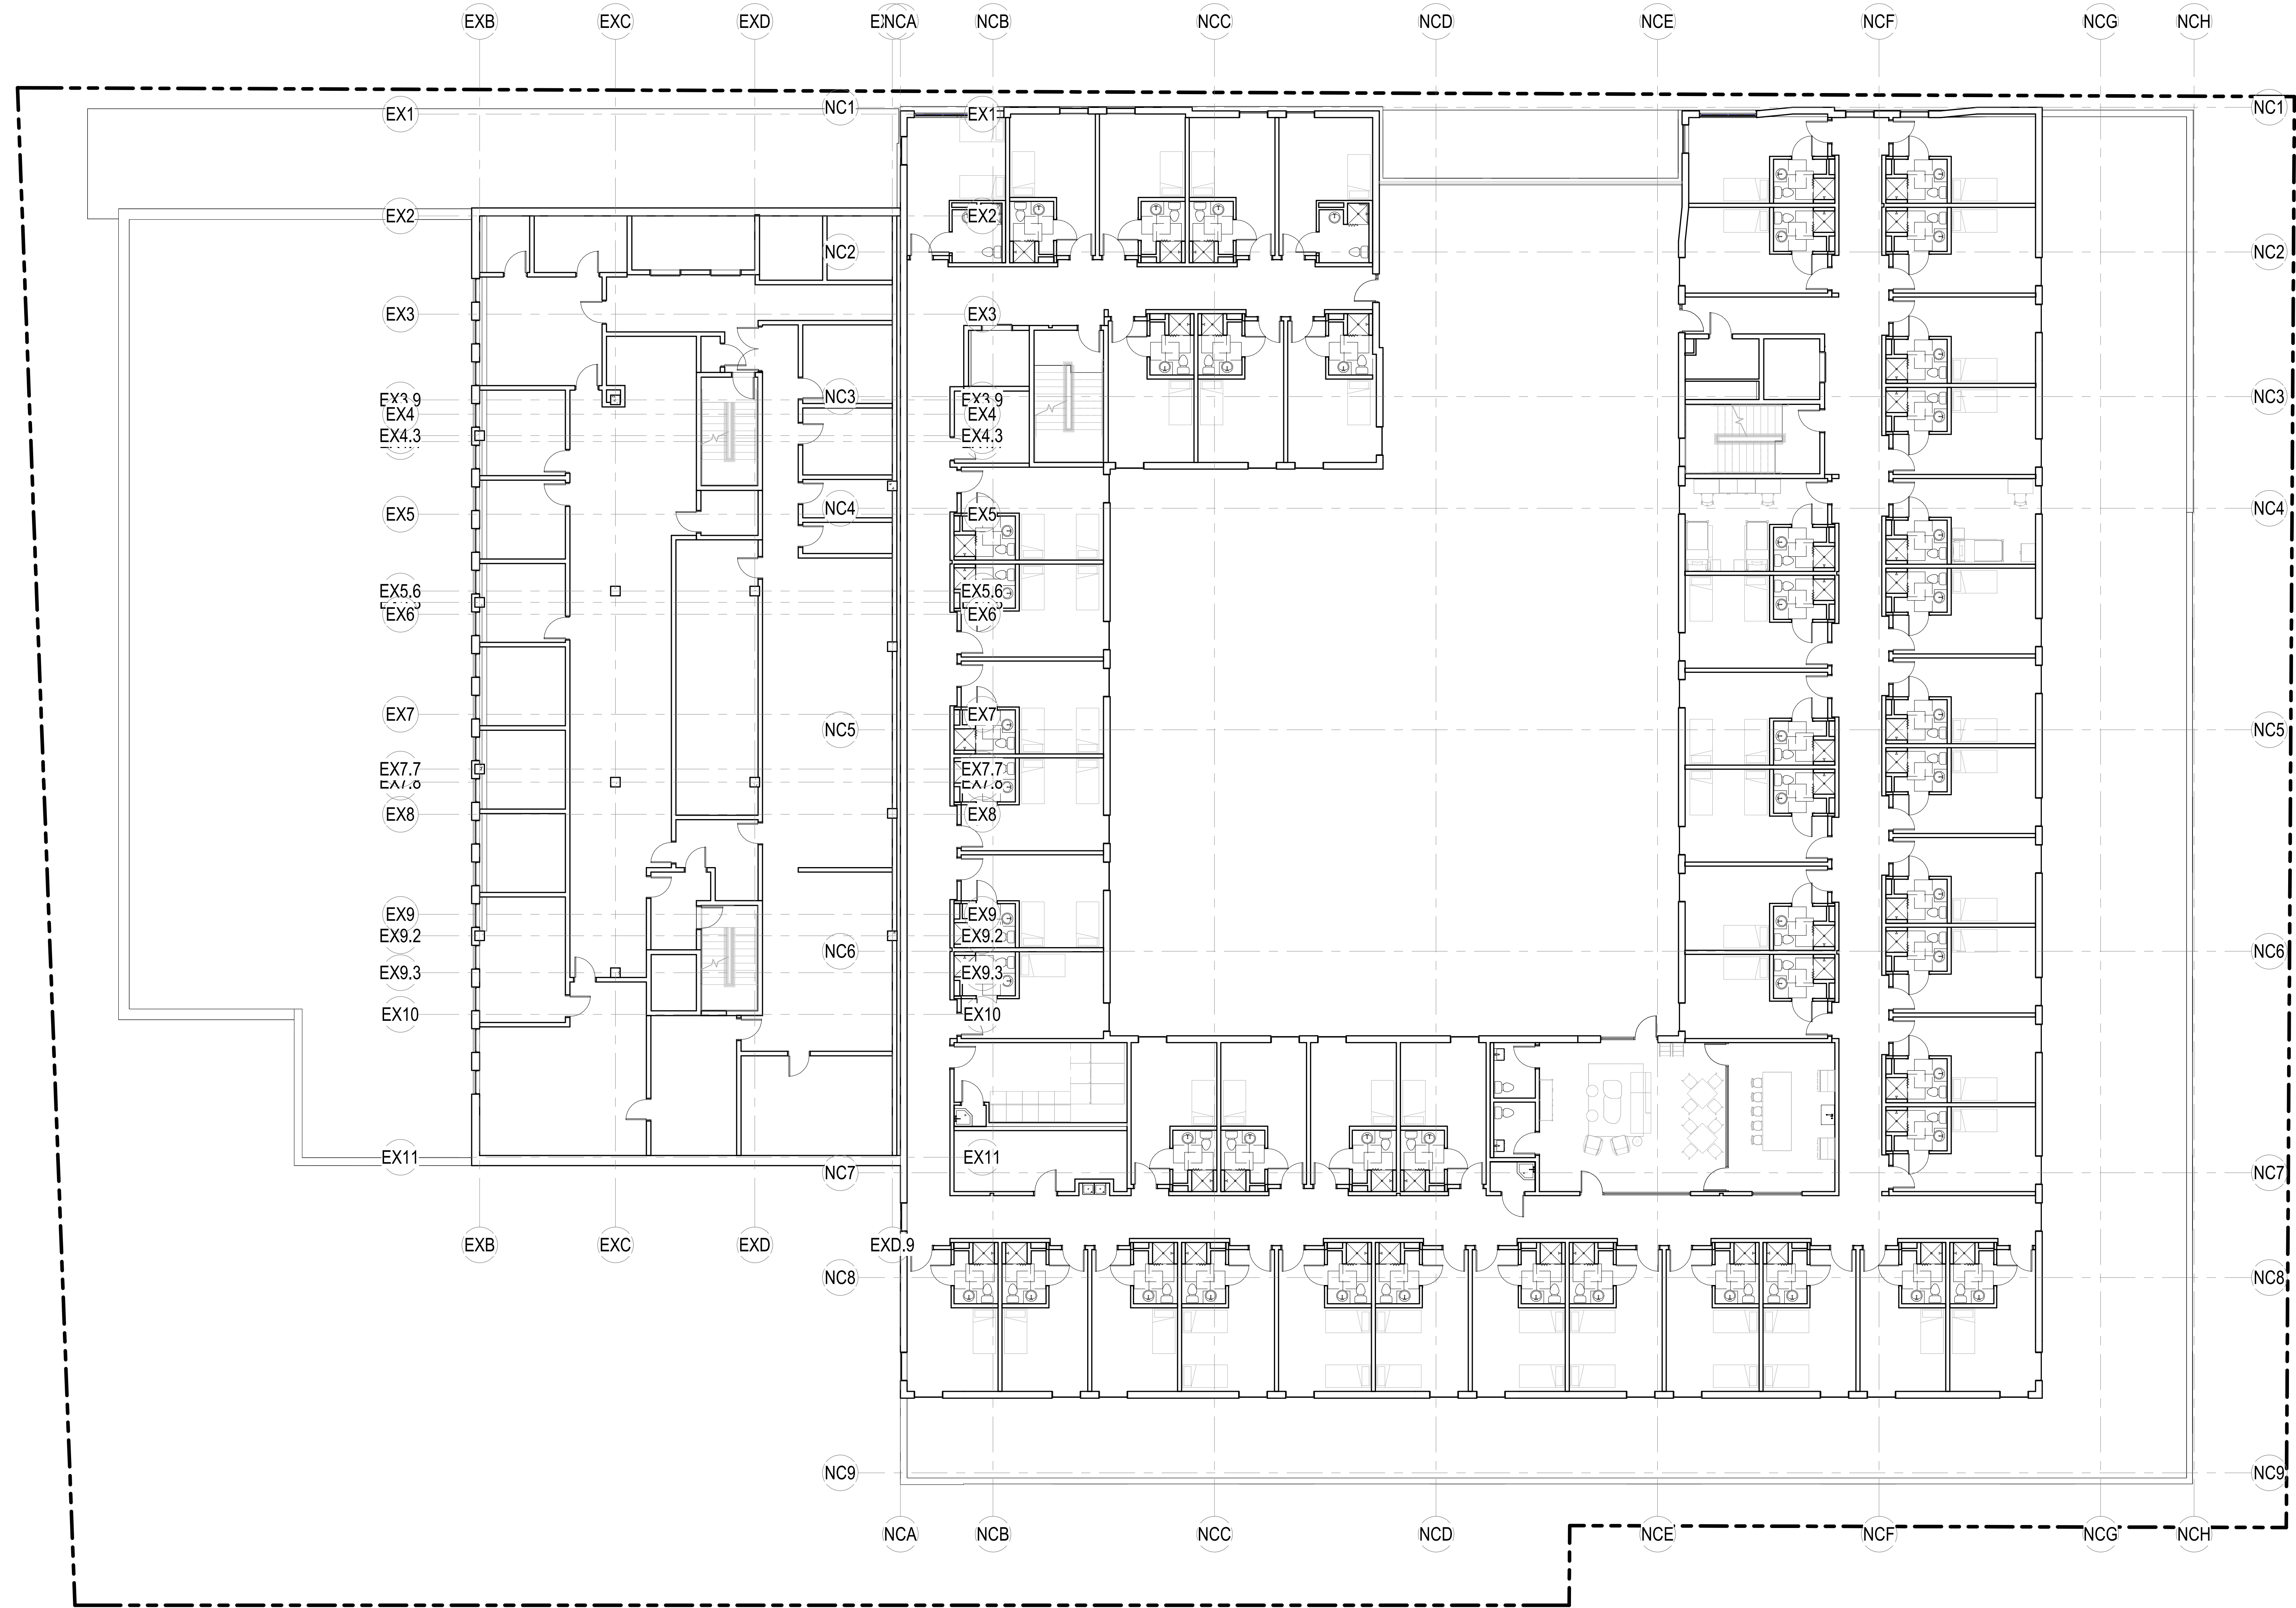 EXB EXC EXD NCA NCB NCC NCD NCE NCF NCG NCH
NC1 NC1
EX1 EX1
EX2 EX2
NC2 NC2
EX3 EX3
NC3 NC3
EX3.9 EX3.9
EX4 EX4
EX4.3 EX4.3
NC4 NC4
EX5 EX5
EX5.6 EX5.6
EX6 EX6
EX7 EX7
NC5 NC5
EX7.7 EX7.7
EX7.8 EX7.8
EX8 EX8
EX9 EX9
EX9.2 EX9.2
NC6 NC6
EX9.3 EX9.3
EX10 EX10
EX11 EX11
NC7 NC7
EXB EXC EXD EXD.9
NC8 NC8
NC9 NC9
NCA NCB NCC NCD NCE NCF NCG NCH